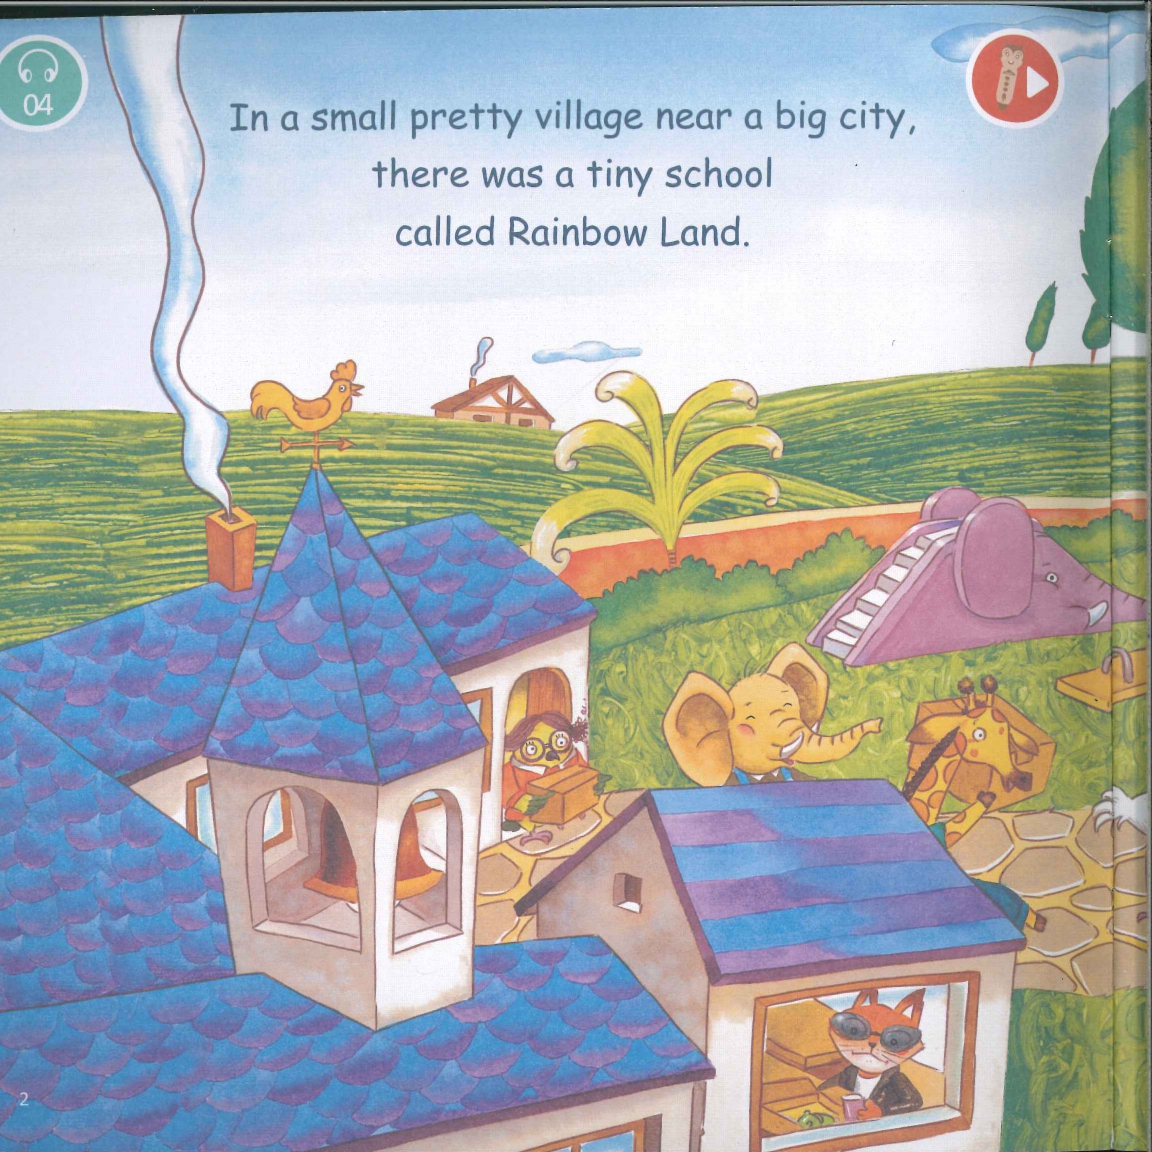 04
In a small pretty village near a big city,
there was a tiny school
called Rainbow Land.
2